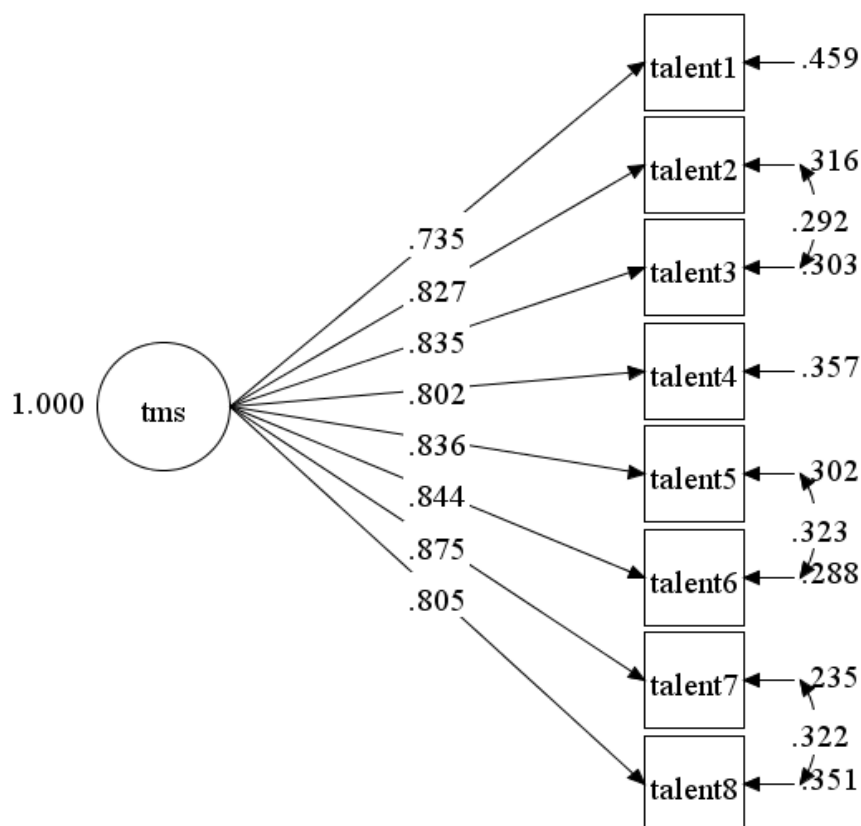 talent1
.459
talent2
.316
.735
.292
.827
talent3
.303
.835
talent4
.357
.802
1.000
tms
.836
talent5
.302
.844
.323
.875
talent6
.288
.805
talent7
.235
.322
talent8
.351